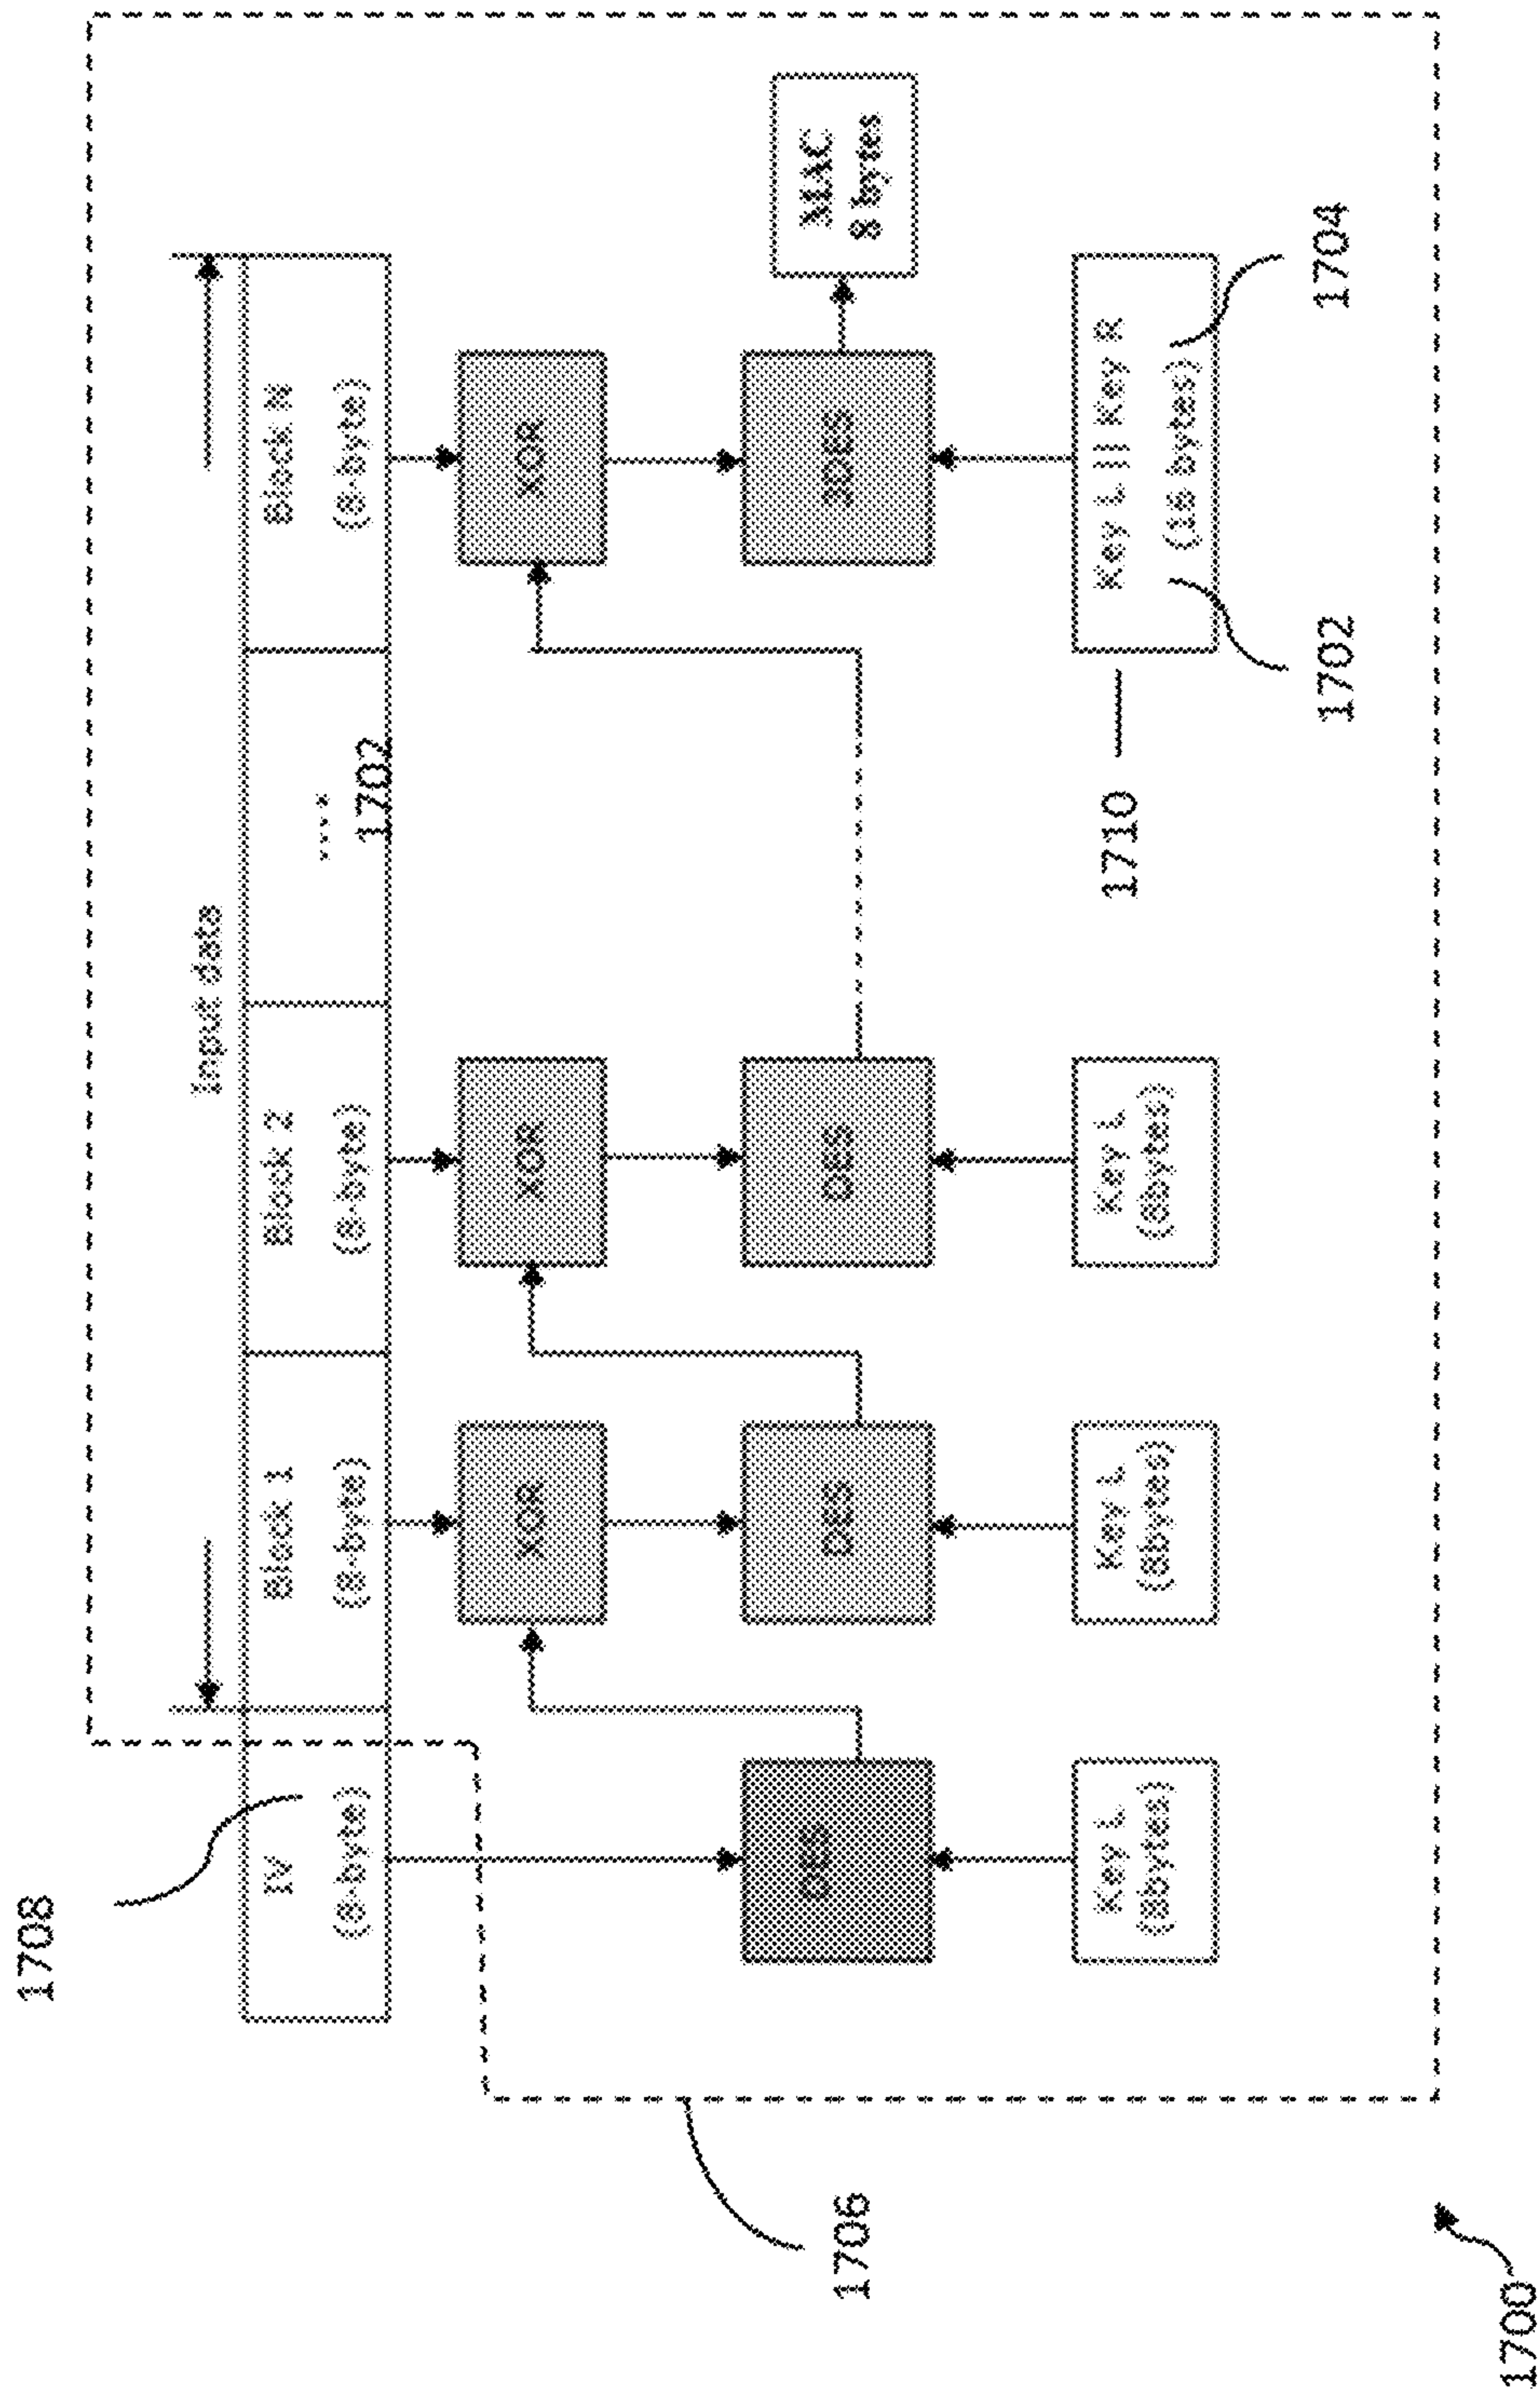 1708
Input data
IV
(8-byte)
Block 1
(8-byte)
Block 2
(8-byte)
....
1702
Block N
(8-byte)
XOR
XOR
XOR
DES
DES
DES
3DES
MAC
8 bytes
Key L
(8bytes)
Key L
(8bytes)
Key L
(8bytes)
Key L || Key R
(16 bytes)
1710
1702
1704
1706
1700